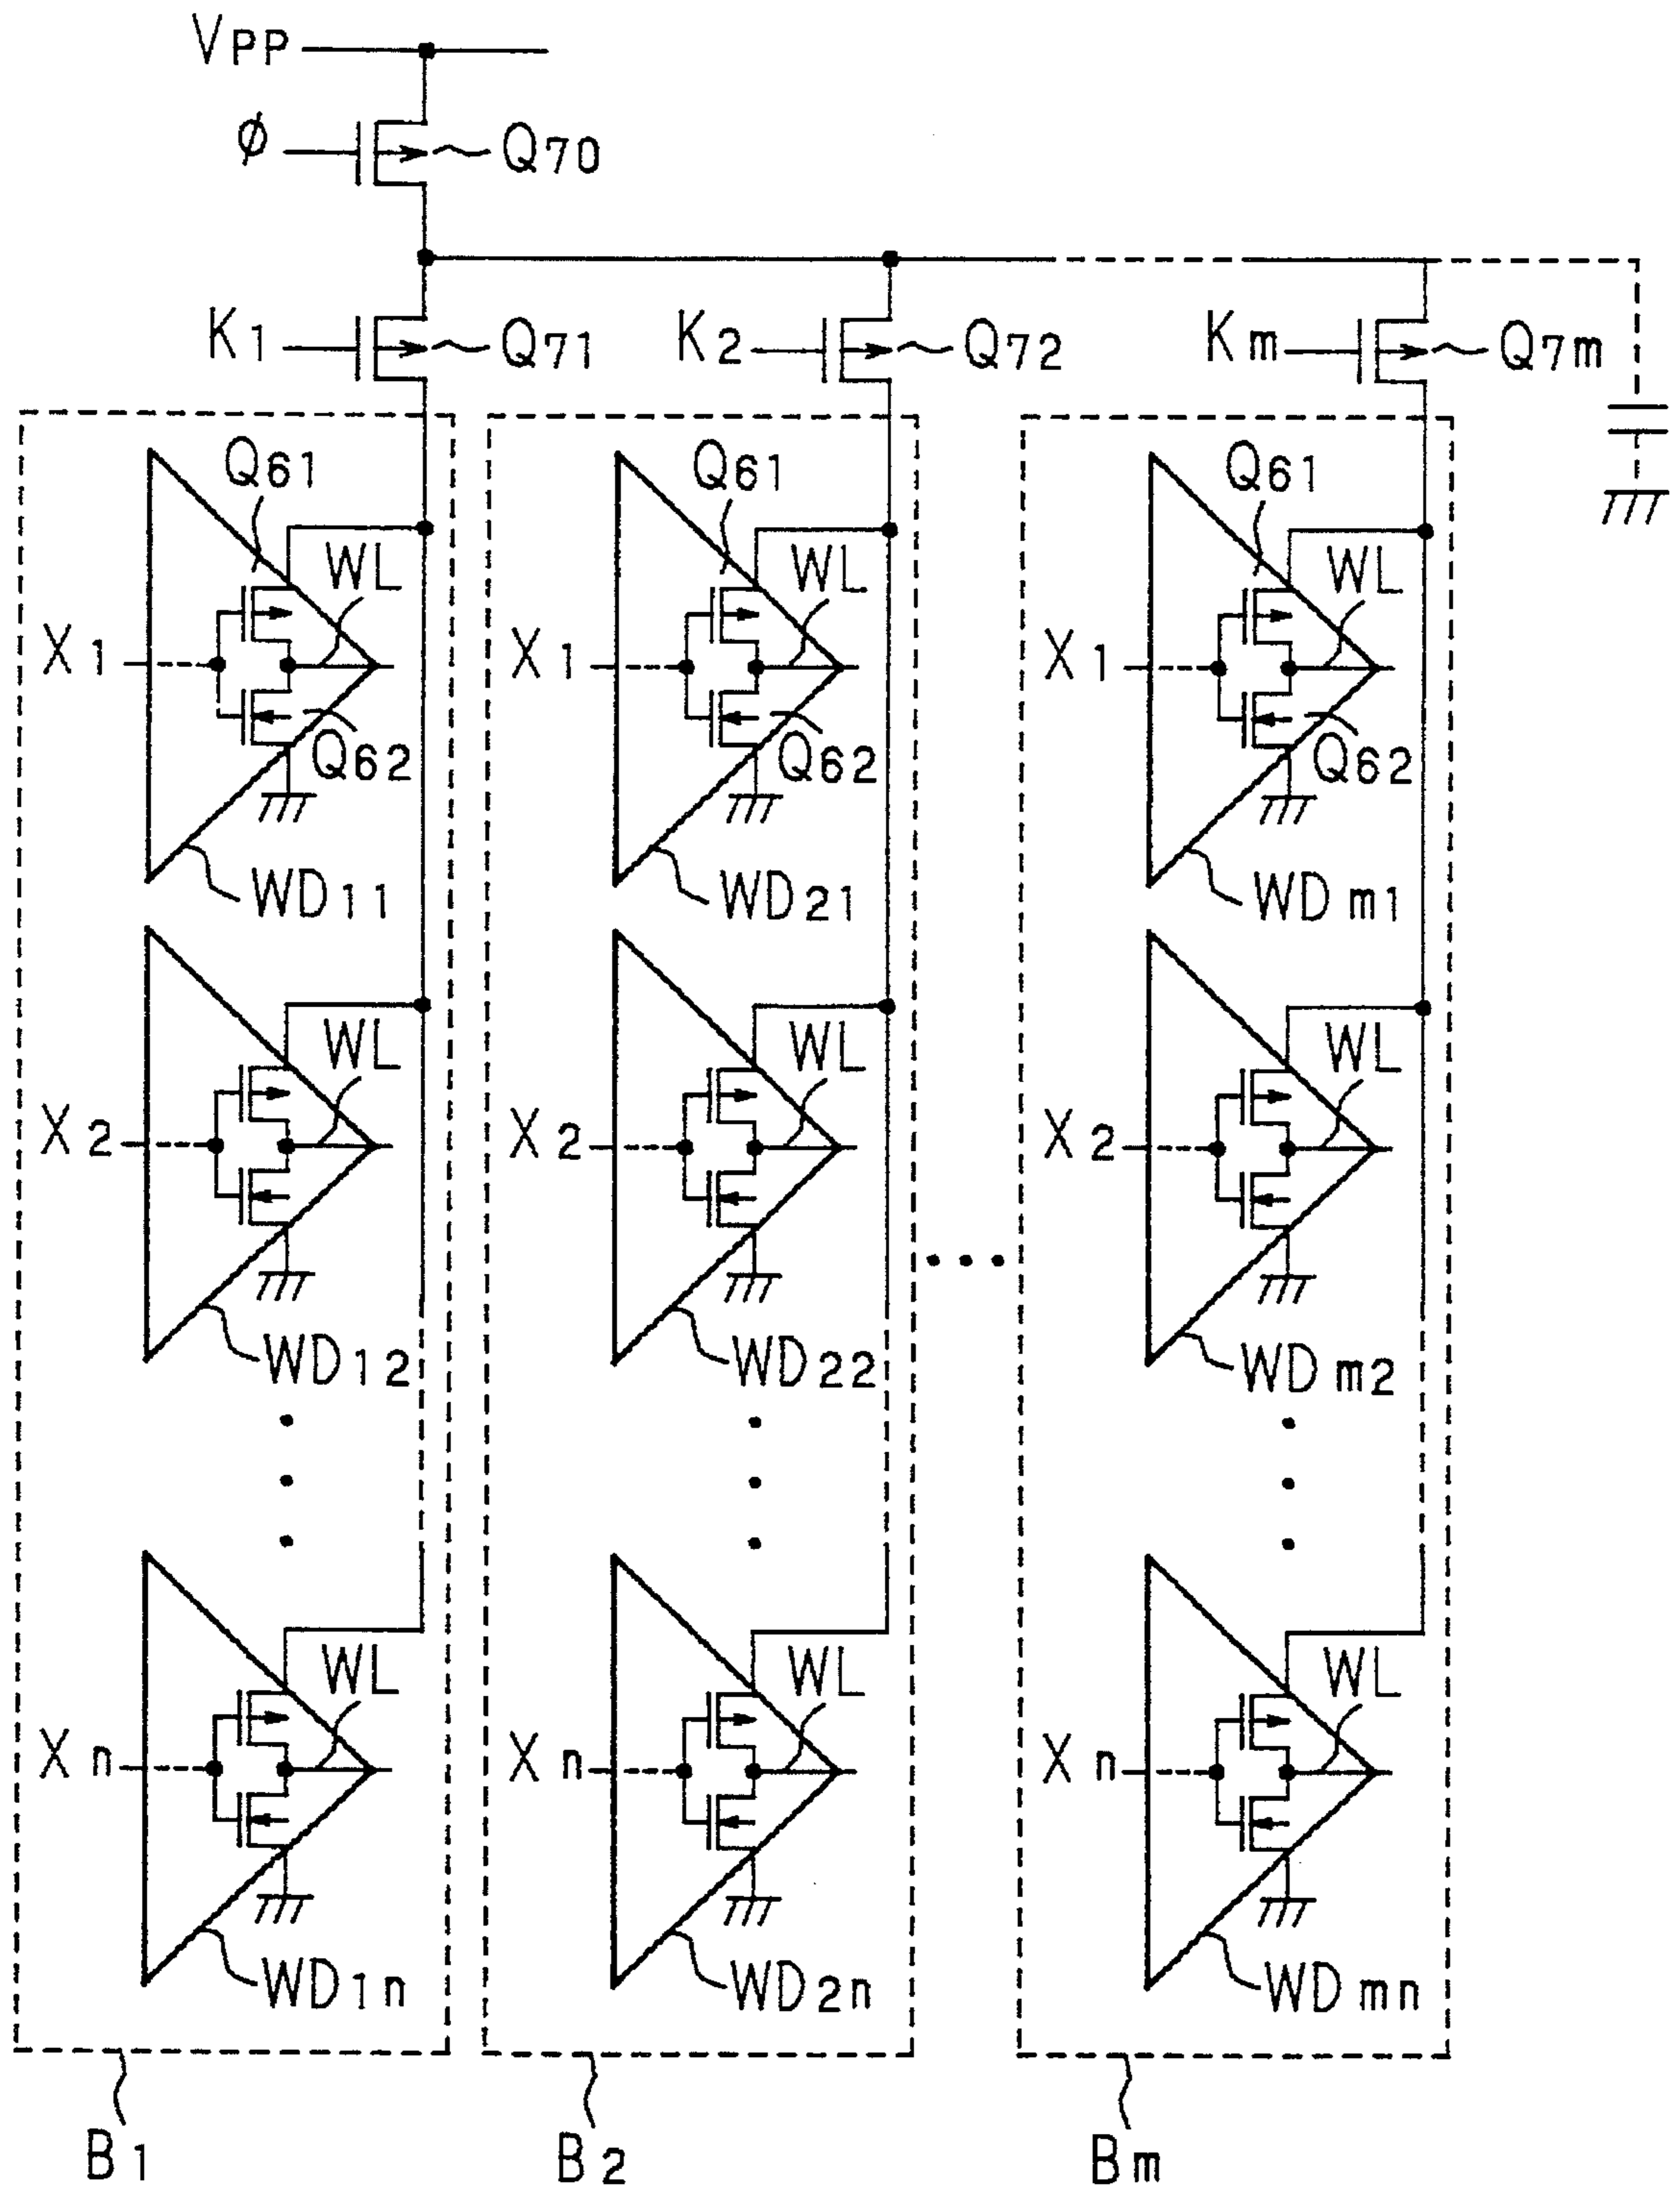 VPP
ø
Q70
K1 Q71 K2 Q72 Km Q7m
Q61 Q61 Q61
WL WL WL
X1 X1 X1
Q62 Q62 Q62
WD11 WD21 WDm1
WL WL WL
X2 X2 X2
WD12 WD22 WDm2
WL WL WL
Xn Xn Xn
WD1n WD2n WDmn
B1 B2 Bm